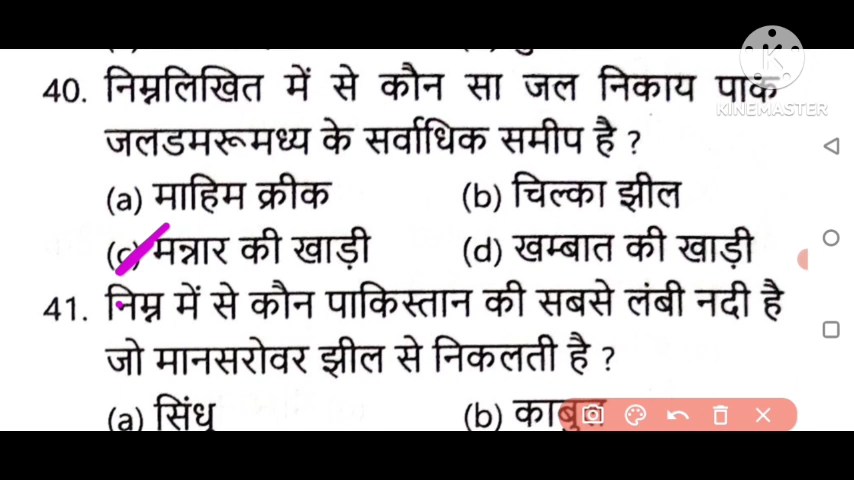 40. निम्नलिखित में से कौन सा जल निकाय पाक
जलडमरूमध्य के सर्वाधिक समीप है ?
(a) माहिम क्रीक (b) चिल्का झील
(c) मन्नार की खाड़ी (d) खम्बात की खाड़ी
41. निम्न में से कौन पाकिस्तान की सबसे लंबी नदी है
जो मानसरोवर झील से निकलती है ?
(a) सिंधु (b) काबुल
K
KINEMASTER